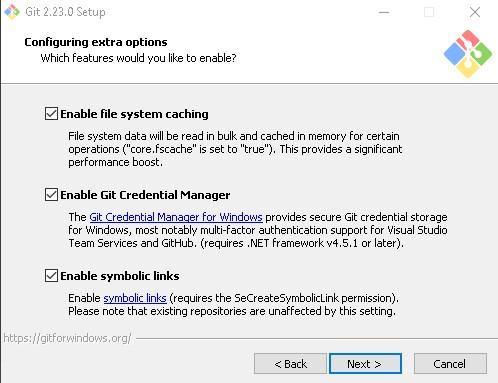 Git 2.23.0 Setup
Configuring extra options
Which features would you like to enable?
Enable file system caching
File system data will be read in bulk and cached in memory for certain
operations ("core.fscache" is set to "true"). This provides a significant
performance boost.
Enable Git Credential Manager
The Git Credential Manager for Windows provides secure Git credential storage
for Windows, most notably multi-factor authentication support for Visual Studio
Team Services and GitHub. (requires .NET framework v4.5.1 or later).
Enable symbolic links
Enable symbolic links (requires the SeCreateSymbolicLink permission).
Please note that existing repositories are unaffected by this setting.
https://gitforwindows.org/
< Back
Next >
Cancel